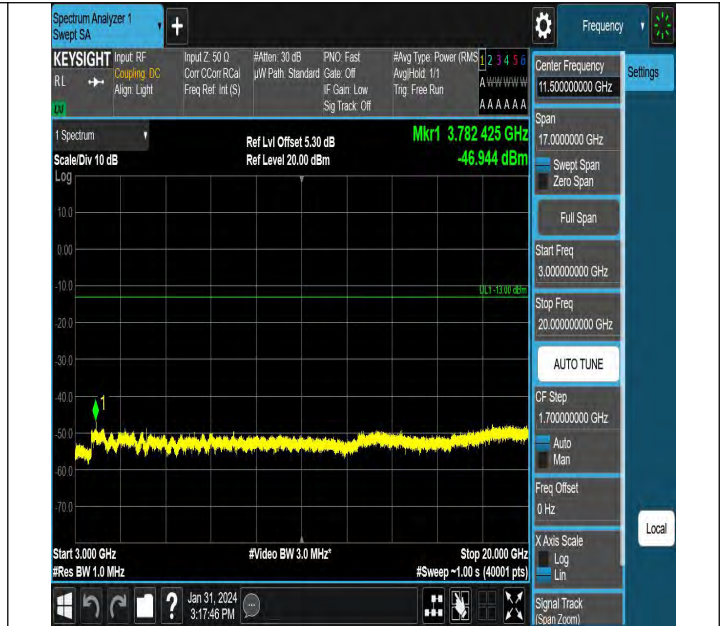 Spectrum Analyzer 1
Swept SA
Frequency
KEYSIGHT
RL
Input: RF
Coupling: DC
Align: Light
Input Z: 50 Ω
Corr CCorr RCal
Freq Ref: Int (S)
#Atten: 30 dB
µW Path: Standard
PNO: Fast
Gate: Off
IF Gain: Low
Sig Track: Off
#Avg Type: Power (RMS
Avg|Hold: 1/1
Trig: Free Run
1 2 3 4 5 6
A W W W W W
A A A A A A
1 Spectrum
Scale/Div 10 dB
Ref Lvl Offset 5.30 dB
Ref Level 20.00 dBm
Mkr1 3.782 425 GHz
-46.944 dBm
Log
10.0
0.00
-10.0
-20.0
-30.0
-40.0
-50.0
-60.0
-70.0
UL1 -13.00 dBm
1
Start 3.000 GHz
#Res BW 1.0 MHz
#Video BW 3.0 MHz*
Stop 20.000 GHz
#Sweep ~1.00 s (40001 pts)
Jan 31, 2024
3:17:46 PM
Center Frequency
11.500000000 GHz
Span
17.0000000 GHz
Swept Span
Zero Span
Full Span
Start Freq
3.000000000 GHz
Stop Freq
20.000000000 GHz
AUTO TUNE
CF Step
1.700000000 GHz
Auto
Man
Freq Offset
0 Hz
X Axis Scale
Log
Lin
Signal Track
(Span Zoom)
Settings
Local